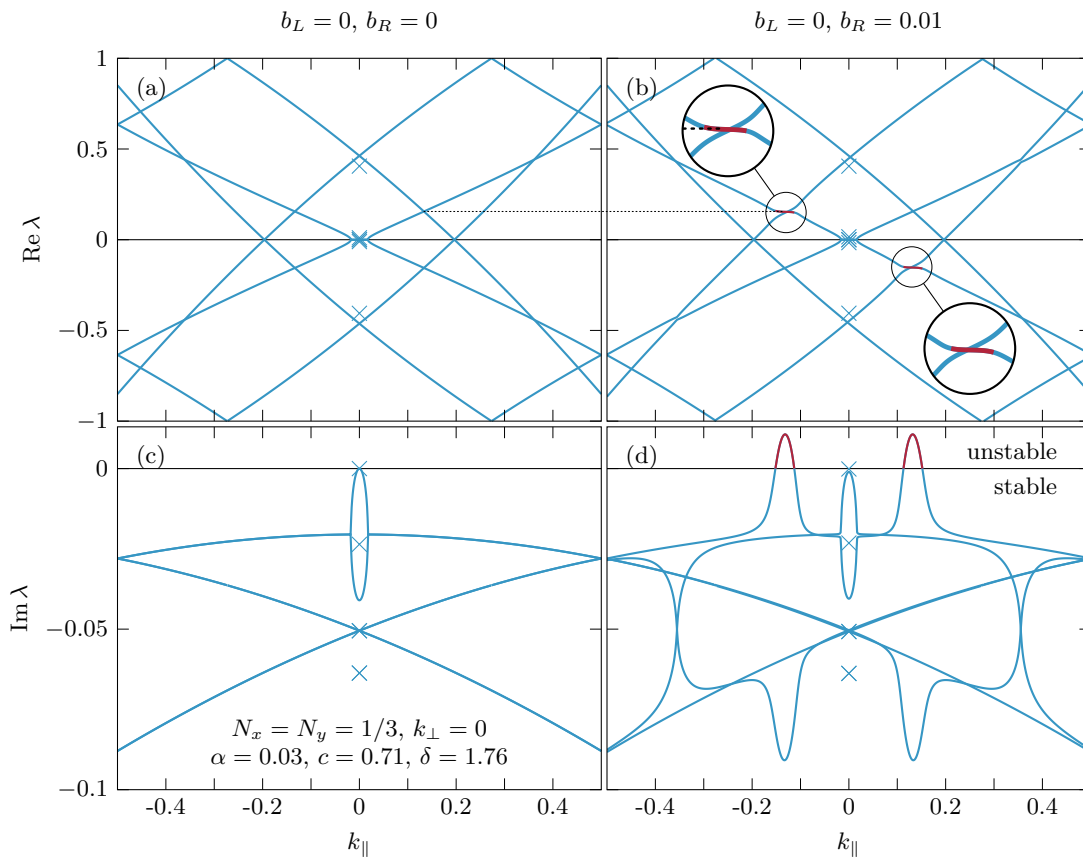 b_L = 0, b_R = 0
b_L = 0, b_R = 0.01
(a)
(b)
1
0.5
0
−0.5
−1
Re λ
(c)
(d)
unstable
stable
0
−0.05
−0.1
Im λ
N_x = N_y = 1/3, k_⊥ = 0
α = 0.03, c = 0.71, δ = 1.76
-0.4 -0.2 0 0.2 0.4
-0.4 -0.2 0 0.2 0.4
k_∥
k_∥